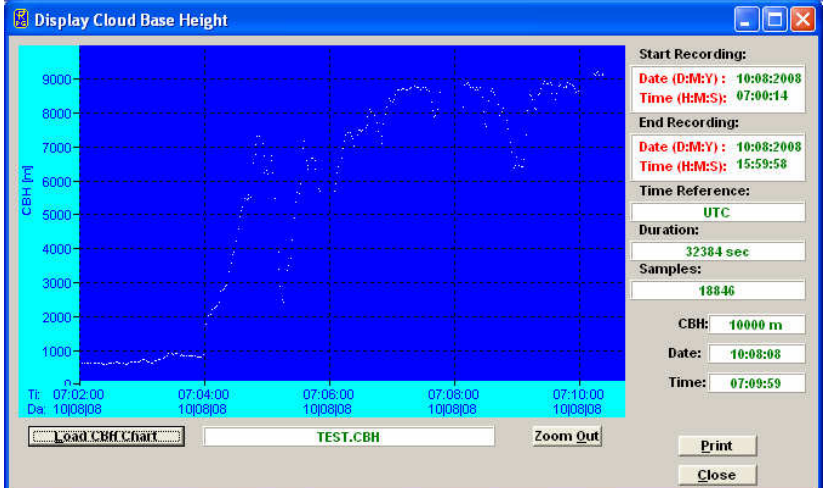 Display Cloud Base Height
9000
8000
7000
6000
5000
4000
3000
2000
1000
0
CBH [m]
Ti: 07:02:00 07:04:00 07:06:00 07:08:00 07:10:00
Da: 10|08|08 10|08|08 10|08|08 10|08|08 10|08|08
Load CBH Chart TEST.CBH Zoom Out
Start Recording:
Date (D:M:Y) : 10:08:2008
Time (H:M:S): 07:00:14
End Recording:
Date (D:M:Y) : 10:08:2008
Time (H:M:S): 15:59:58
Time Reference:
UTC
Duration:
32384 sec
Samples:
18846
CBH: 10000 m
Date: 10:08:08
Time: 07:09:59
Print
Close